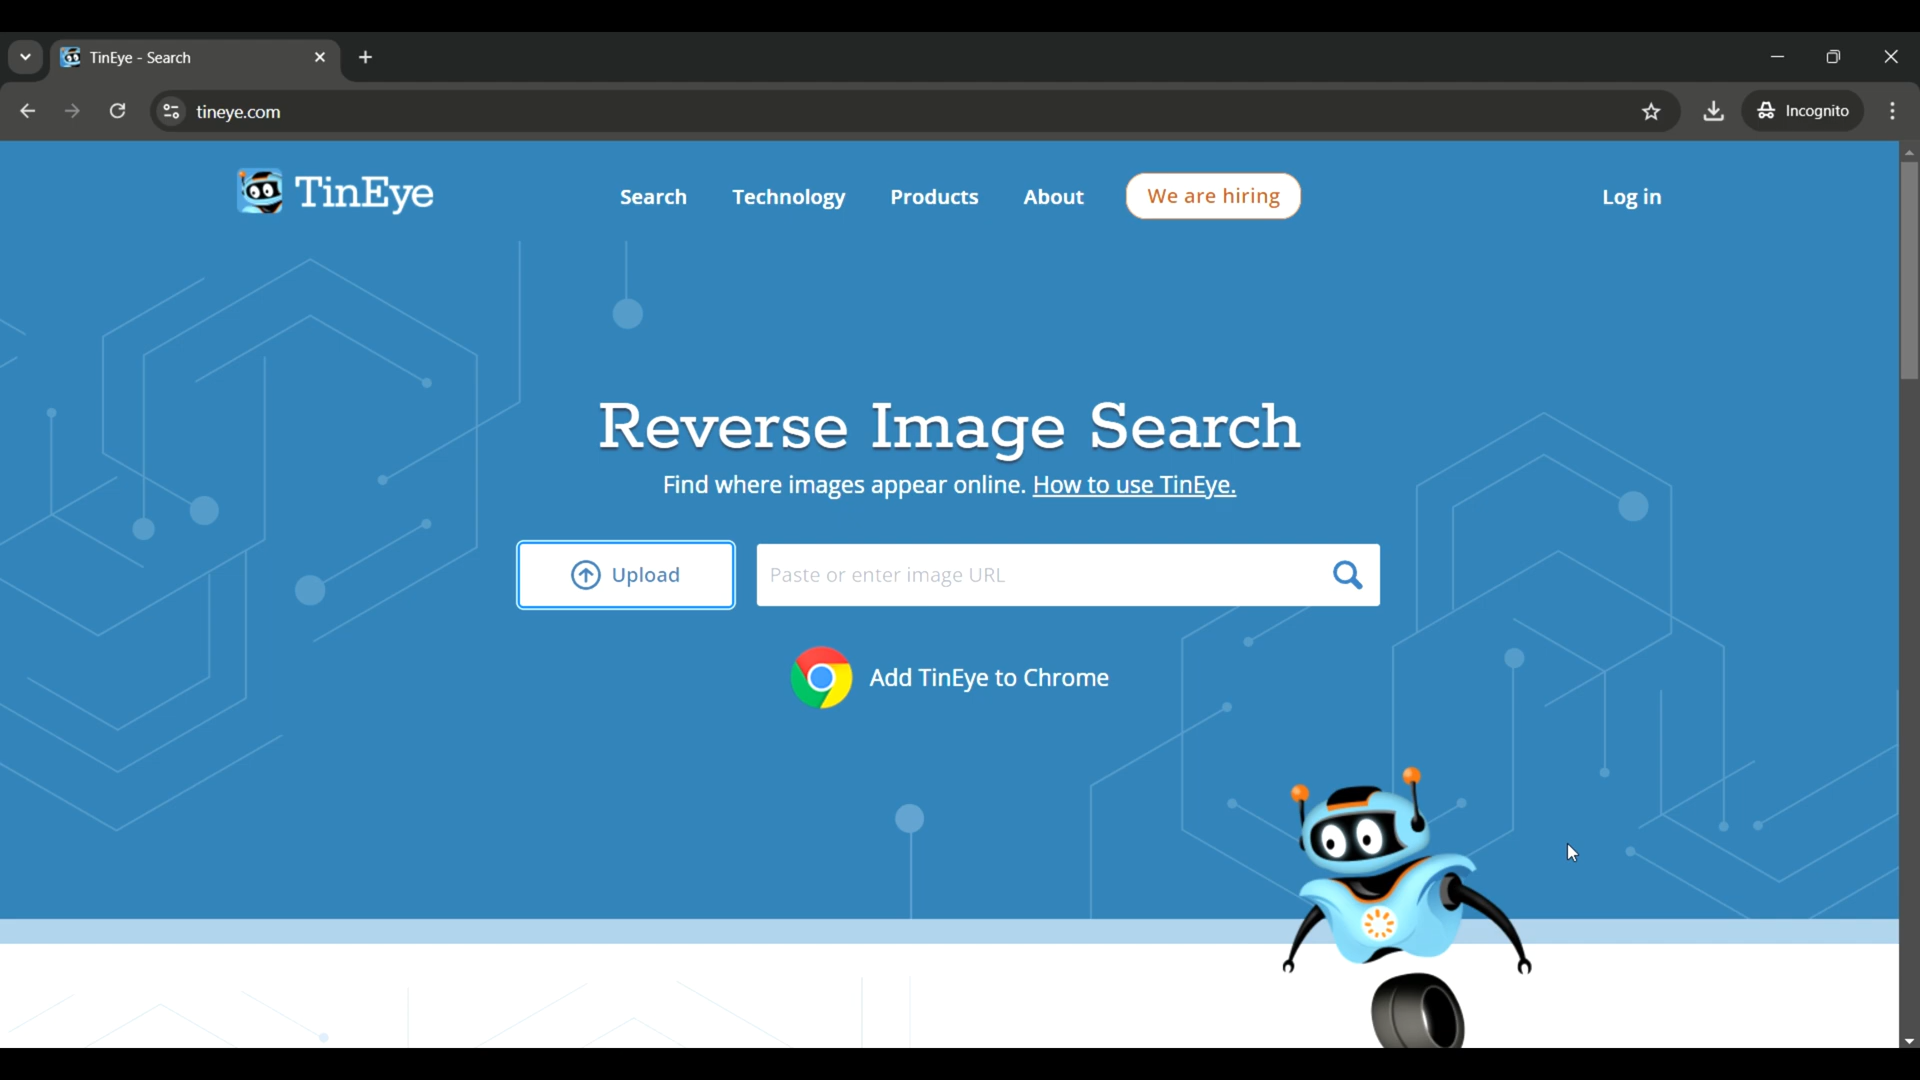 TinEye - Search
tineye.com
Incognito
TinEye
Search
Technology
Products
About
We are hiring
Log in
Reverse Image Search
Find where images appear online. How to use TinEye.
Upload
Paste or enter image URL
Add TinEye to Chrome